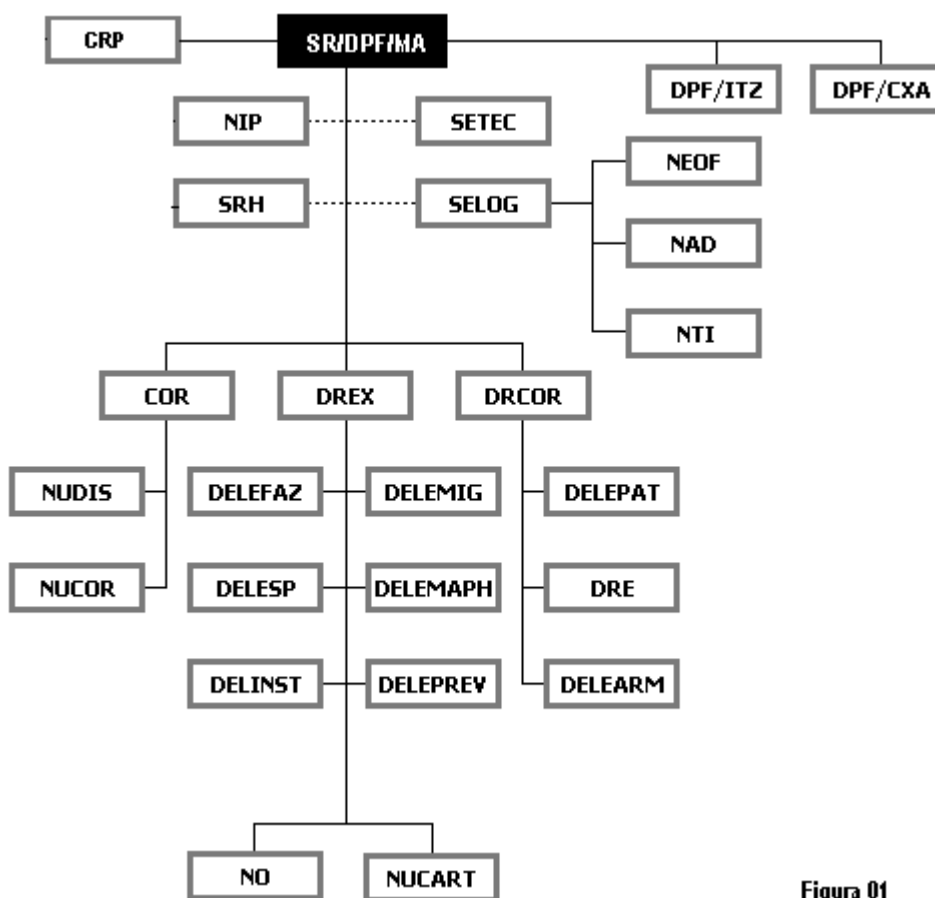 CRP
SR/DPF/MA
DPF/ITZ
DPF/CXA
NIP
SETEC
NEOF
SRH
SELOG
NAD
NTI
COR
DREX
DRCOR
NUDIS
DELEFAZ
DELEMIG
DELEPAT
NUCOR
DELESP
DELEMAPH
DRE
DELINST
DELEPREV
DELEARM
NO
NUCART
Figura 01